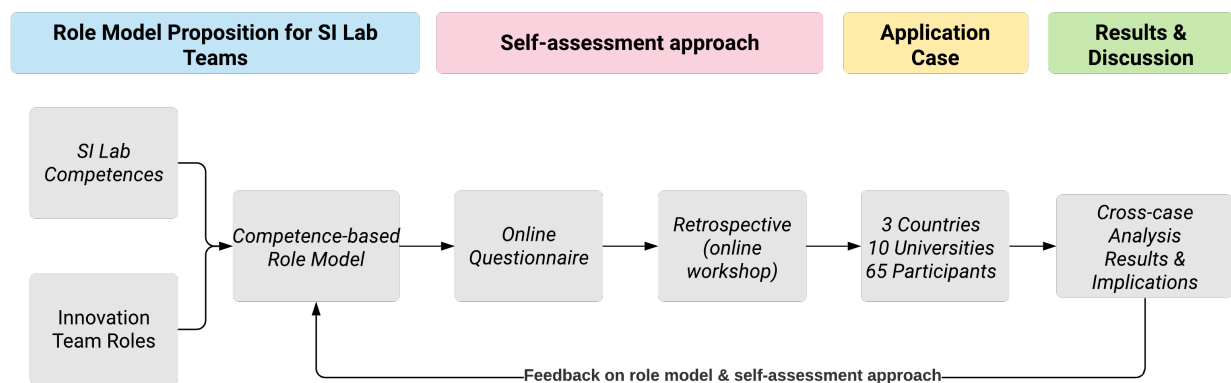 Role Model Proposition for SI Lab
Teams
Self-assessment approach
Application
Case
Results &
Discussion
SI Lab
Competences
Innovation
Team Roles
Competence-based
Role Model
Online
Questionnaire
Retrospective
(online
workshop)
3 Countries
10 Universities
65 Participants
Cross-case
Analysis
Results &
Implications
Feedback on role model & self-assessment approach